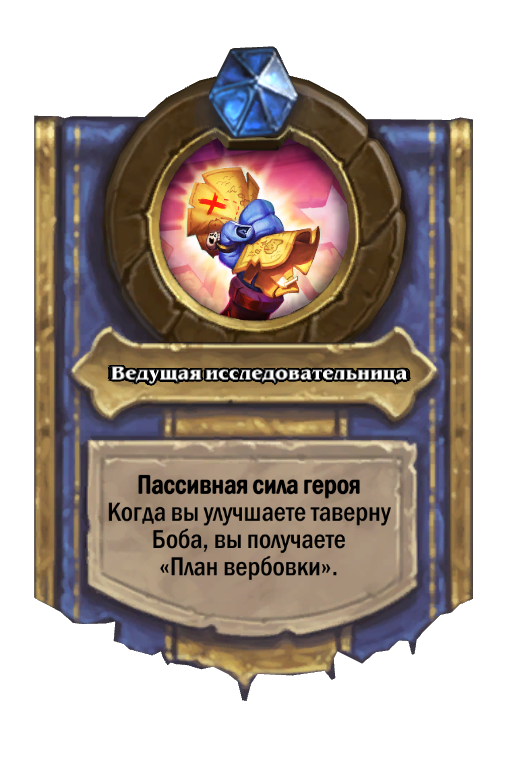 Ведущая исследовательница
Пассивная сила героя
Когда вы улучшаете таверну
Боба, вы получаете
«План вербовки».